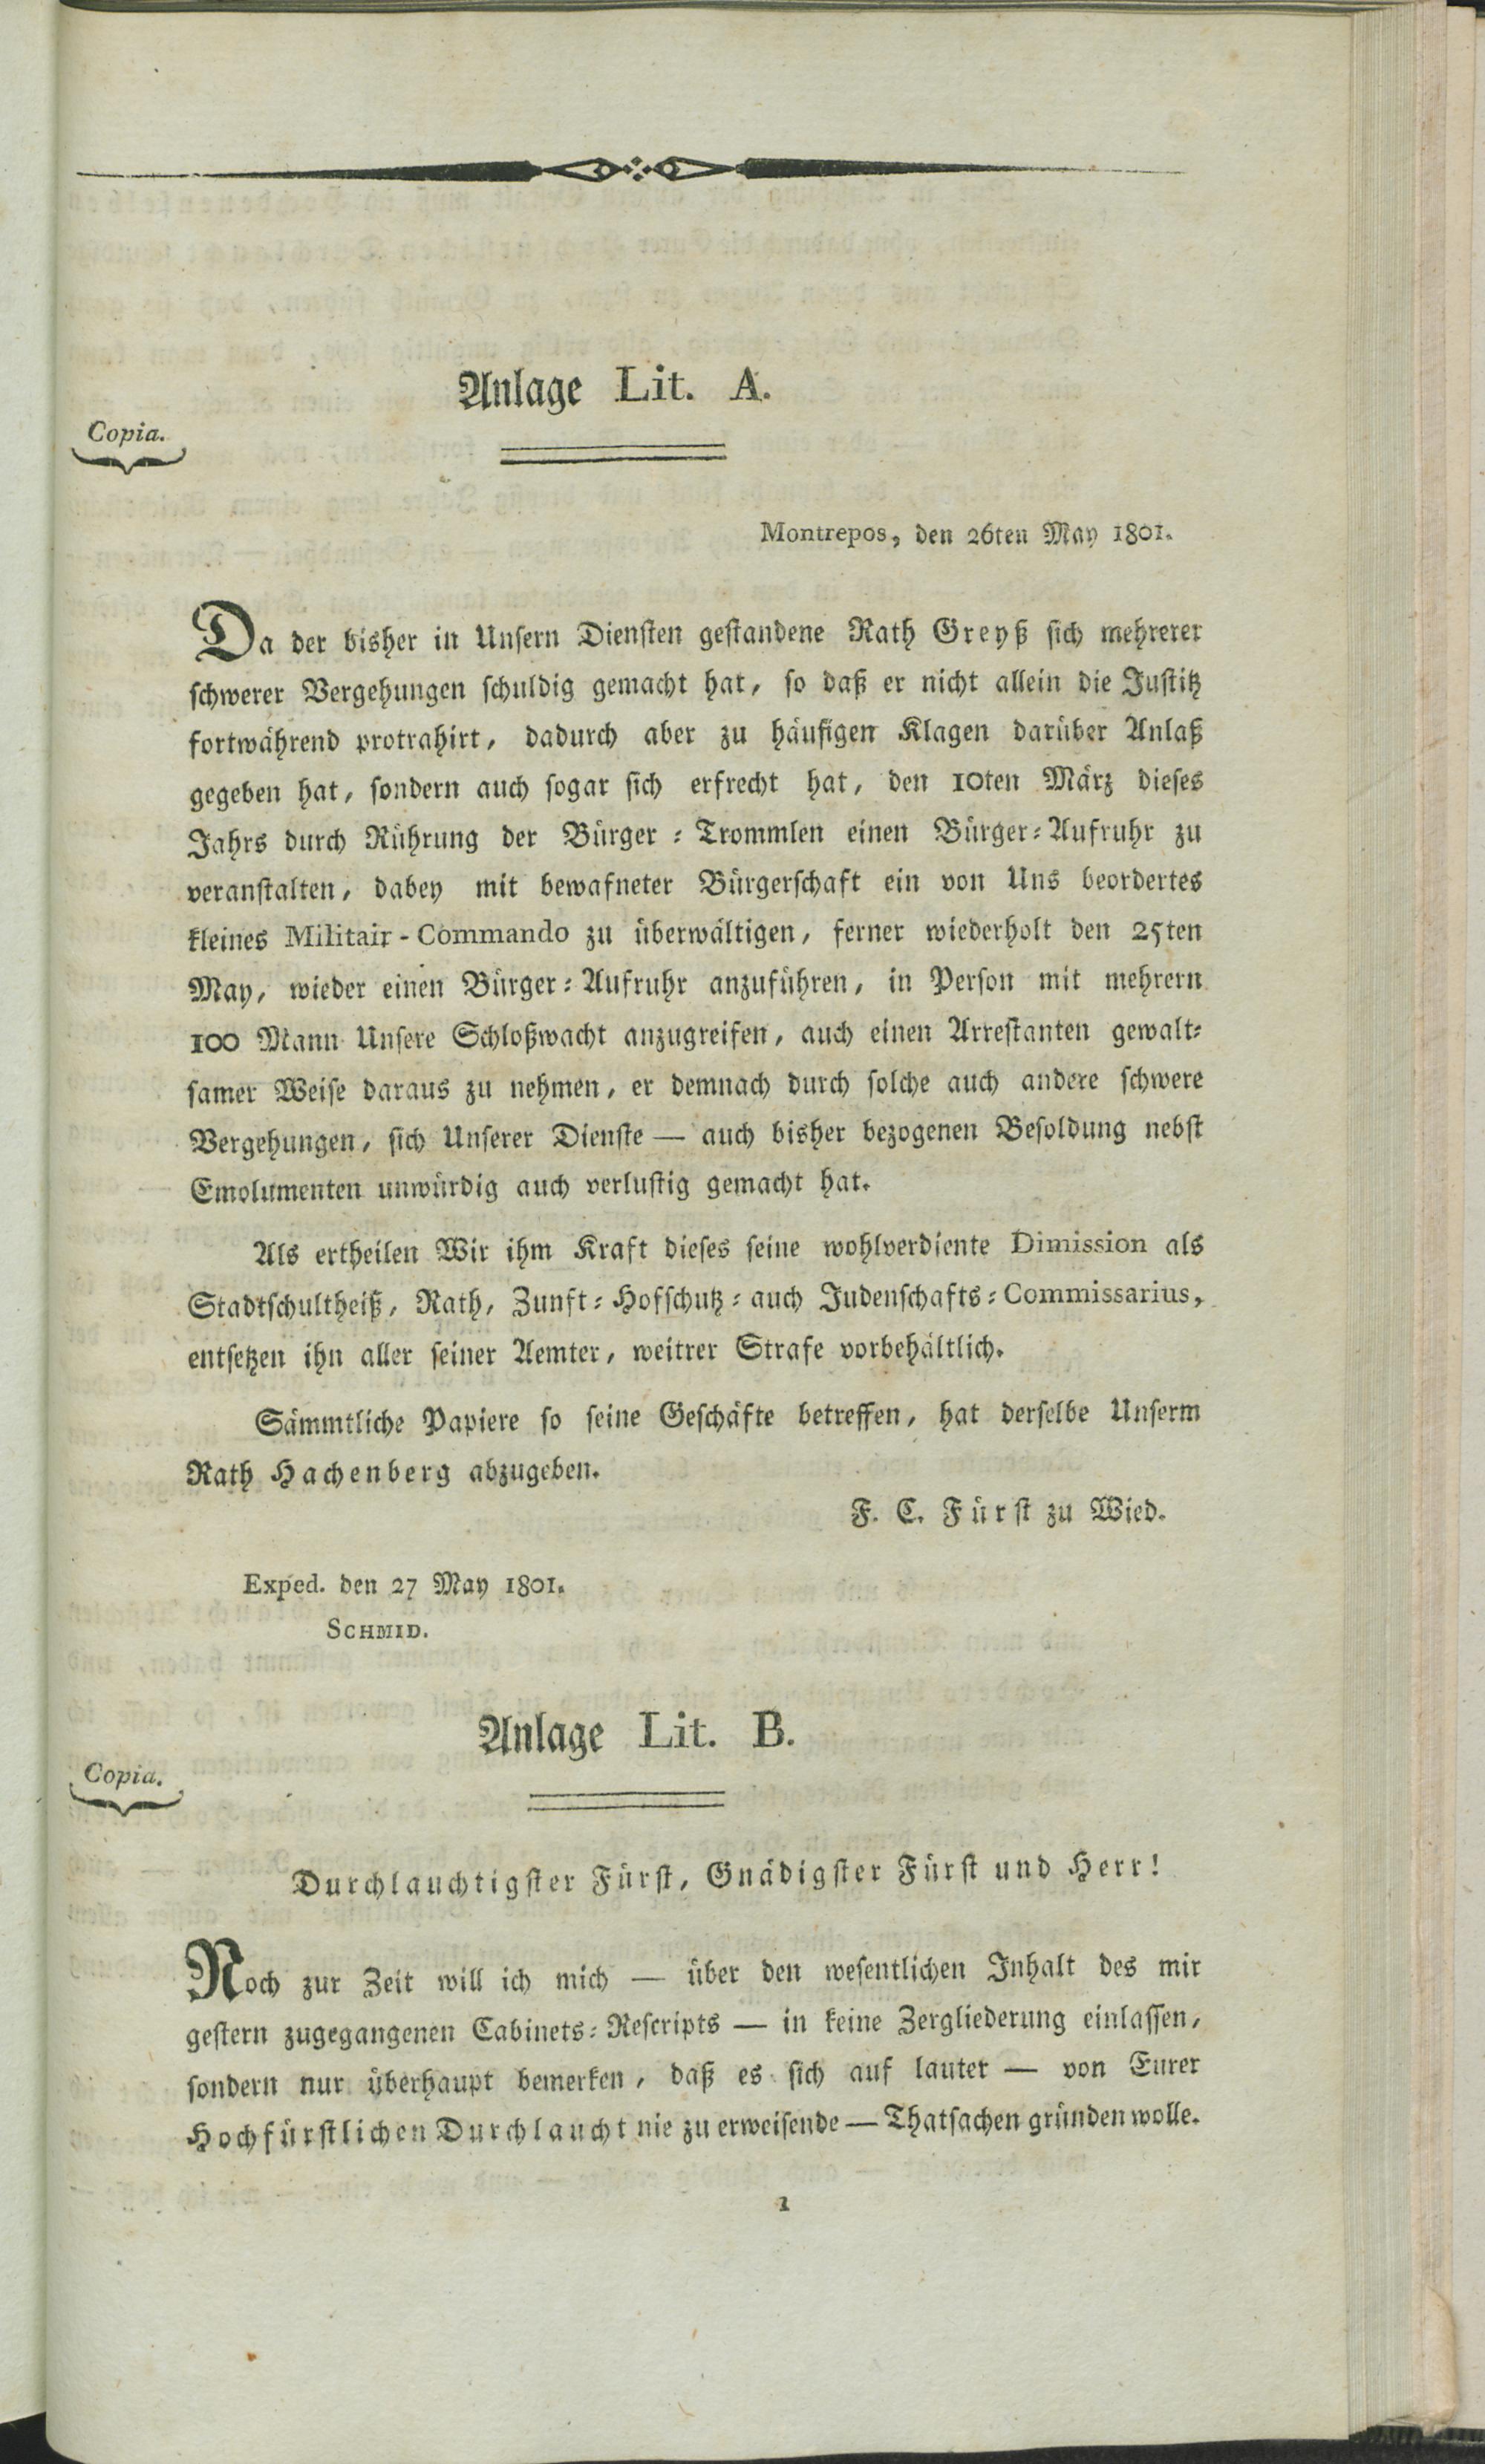 Anlage Lit. A.
Copia.
Montrepos, den 26ten May 1801.
Da der bisher in Unsern Diensten gestandene Rath Greyß sich mehrerer
schwerer Vergehungen schuldig gemacht hat, so daß er nicht allein die Justitz
fortwährend protrahirt, dadurch aber zu häufigen Klagen darüber Anlaß
gegeben hat, sondern auch sogar sich erfrecht hat, den 10ten März dieses
Jahrs durch Rührung der Bürger-Trommlen einen Bürger-Aufruhr zu
veranstalten, dabey mit bewafneter Bürgerschaft ein von Uns beordertes
kleines Militair-Commando zu überwältigen, ferner wiederholt den 25ten
May, wieder einen Bürger-Aufruhr anzuführen, in Person mit mehrern
100 Mann Unsere Schloßwacht anzugreifen, auch einen Arrestanten gewalt-
samer Weise daraus zu nehmen, er demnach durch solche auch andere schwere
Vergehungen, sich Unserer Dienste — auch bisher bezogenen Besoldung nebst
Emolumenten unwürdig auch verlustig gemacht hat.
Als ertheilen Wir ihm Kraft dieses seine wohlverdiente Dimission als
Stadtschultheiß, Rath, Zunft-Hofschutz-auch Judenschafts-Commissarius,
entsetzen ihn aller seiner Aemter, weitrer Strafe vorbehältlich.
Sämmtliche Papiere so seine Geschäfte betreffen, hat derselbe Unserm
Rath Hachenberg abzugeben.
F. C. Fürst zu Wied.
Exped. den 27 May 1801.
SCHMID.
Anlage Lit. B.
Copia.
Durchlauchtigster Fürst, Gnädigster Fürst und Herr!
Noch zur Zeit will ich mich — über den wesentlichen Inhalt des mir
gestern zugegangenen Cabinets-Rescripts — in keine Zergliederung einlassen,
sondern nur überhaupt bemerken, daß es sich auf lauter — von Eurer
Hochfürstlichen Durchlaucht nie zu erweisende — Thatsachen gründen wolle.
1